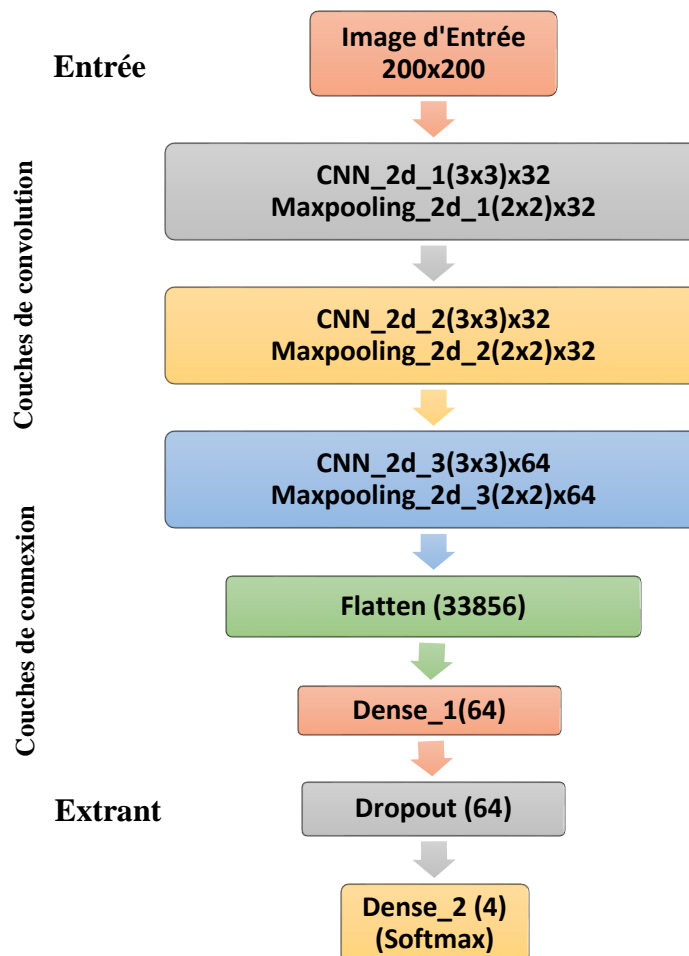 Entrée
Image d'Entrée
200x200
Couches de convolution
CNN_2d_1(3x3)x32
Maxpooling_2d_1(2x2)x32
CNN_2d_2(3x3)x32
Maxpooling_2d_2(2x2)x32
CNN_2d_3(3x3)x64
Maxpooling_2d_3(2x2)x64
Couches de connexion
Flatten (33856)
Dense_1(64)
Extrant
Dropout (64)
Dense_2 (4)
(Softmax)